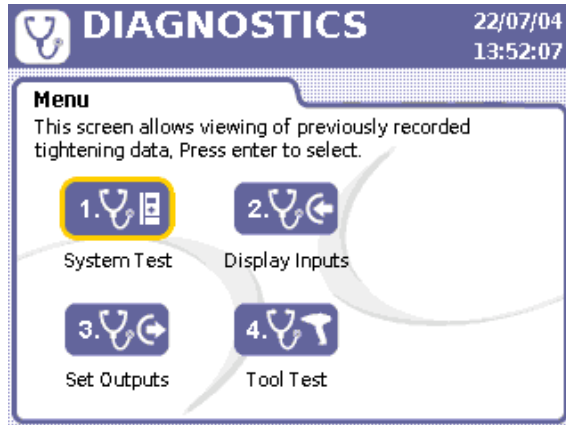 DIAGNOSTICS
22/07/04
13:52:07
Menu
This screen allows viewing of previously recorded
tightening data, Press enter to select.
1.
2.
System Test
Display Inputs
3.
4.
Set Outputs
Tool Test